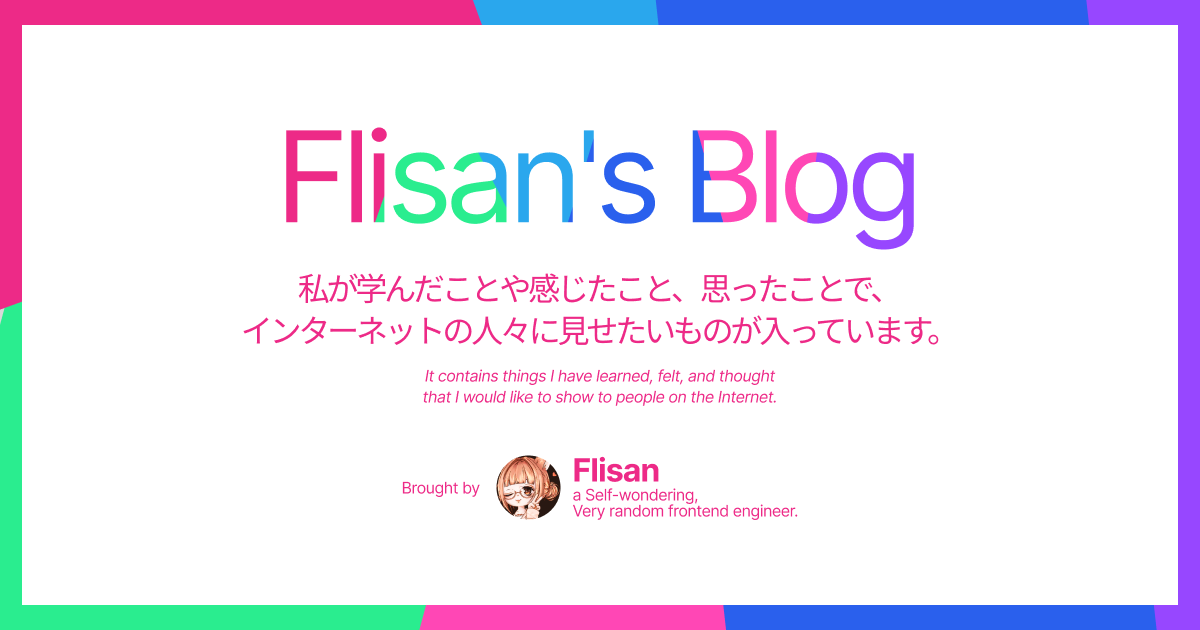 Flisan's Blog
私が学んだことや感じたこと、思ったことで、
インターネットの人々に見せたいものが入っています。
It contains things I have learned, felt, and thought
that I would like to show to people on the Internet.
Brought by
Flisan
a Self-wondering,
Very random frontend engineer.